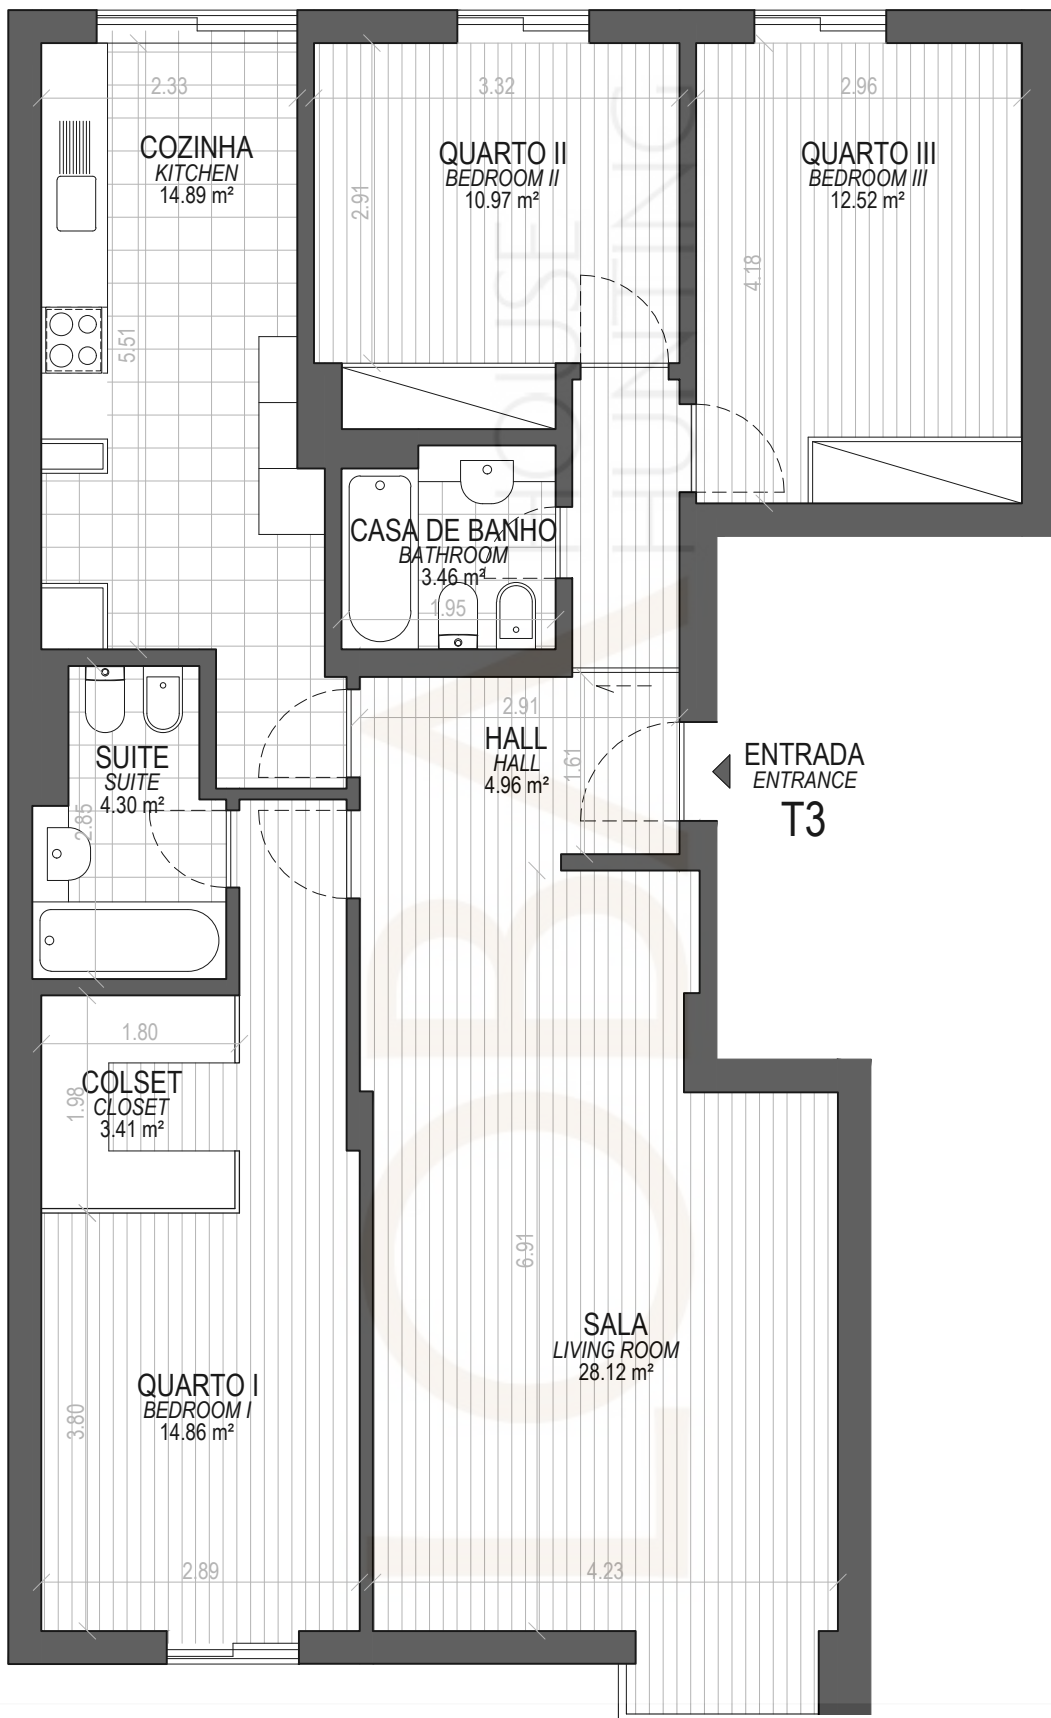 2.33
3.32
2.96
COZINHA
KITCHEN
14.89 m²
QUARTO II
BEDROOM II
10.97 m²
QUARTO III
BEDROOM III
12.52 m²
2.91
4.18
5.51
HOUSE
HUNTING
CASA DE BANHO
BATHROOM
3.46 m²
1.95
2.91
HALL
HALL
4.96 m²
1.61
ENTRADA
ENTRANCE
T3
SUITE
SUITE
4.30 m²
2.85
1.80
COLSET
CLOSET
3.41 m²
1.98
LOBA
6.91
SALA
LIVING ROOM
28.12 m²
QUARTO I
BEDROOM I
14.86 m²
3.80
2.89
4.23